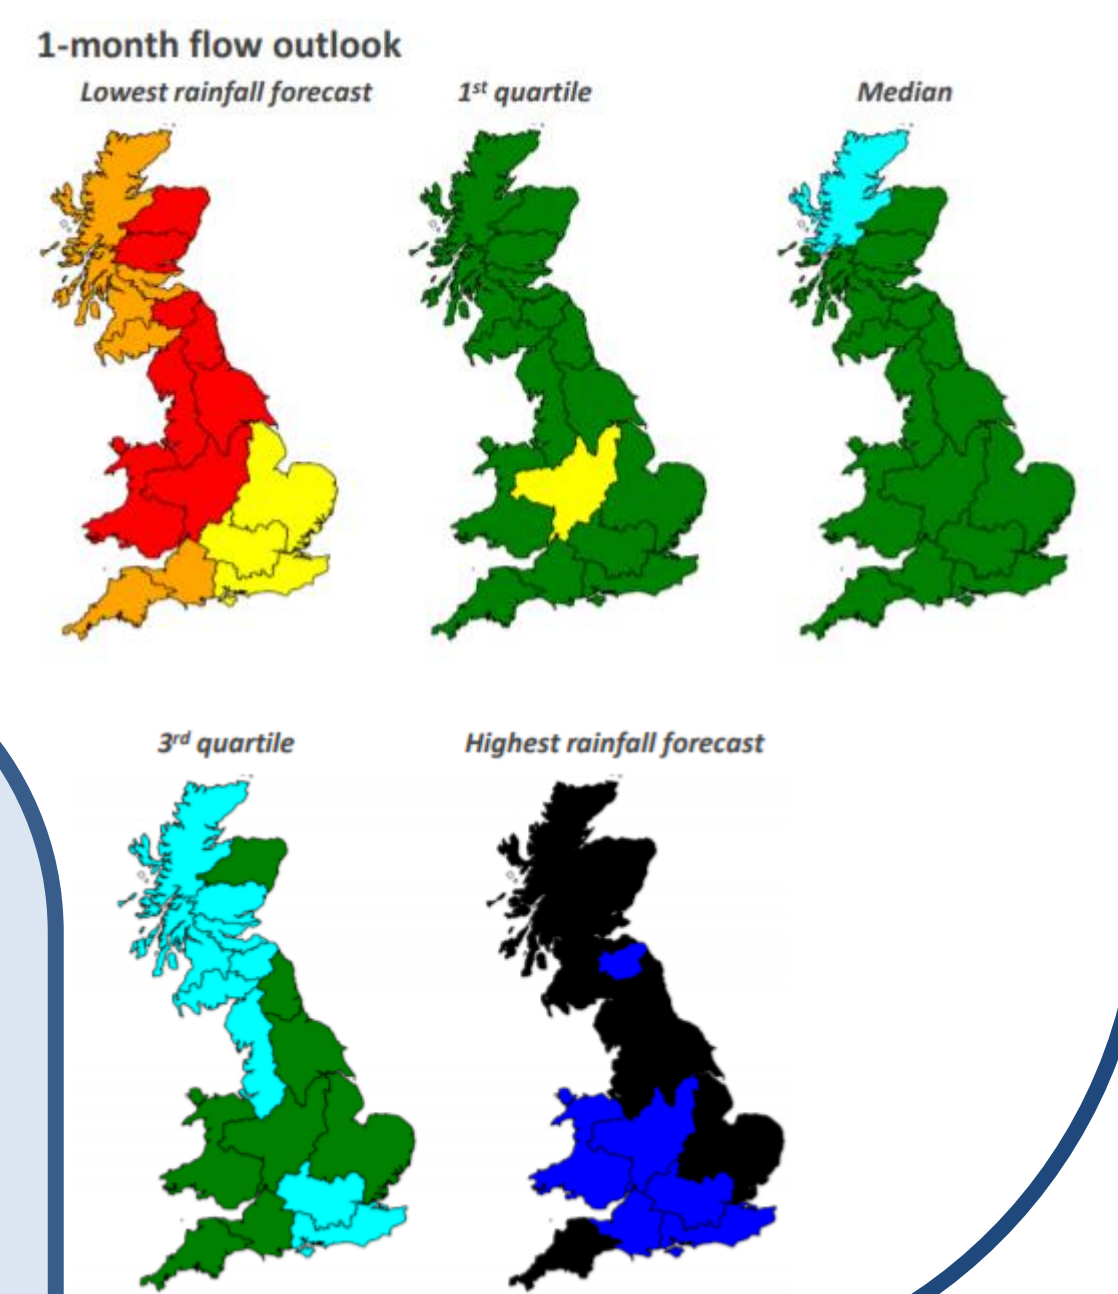 1-month flow outlook
Lowest rainfall forecast
1st quartile
Median
3rd quartile
Highest rainfall forecast